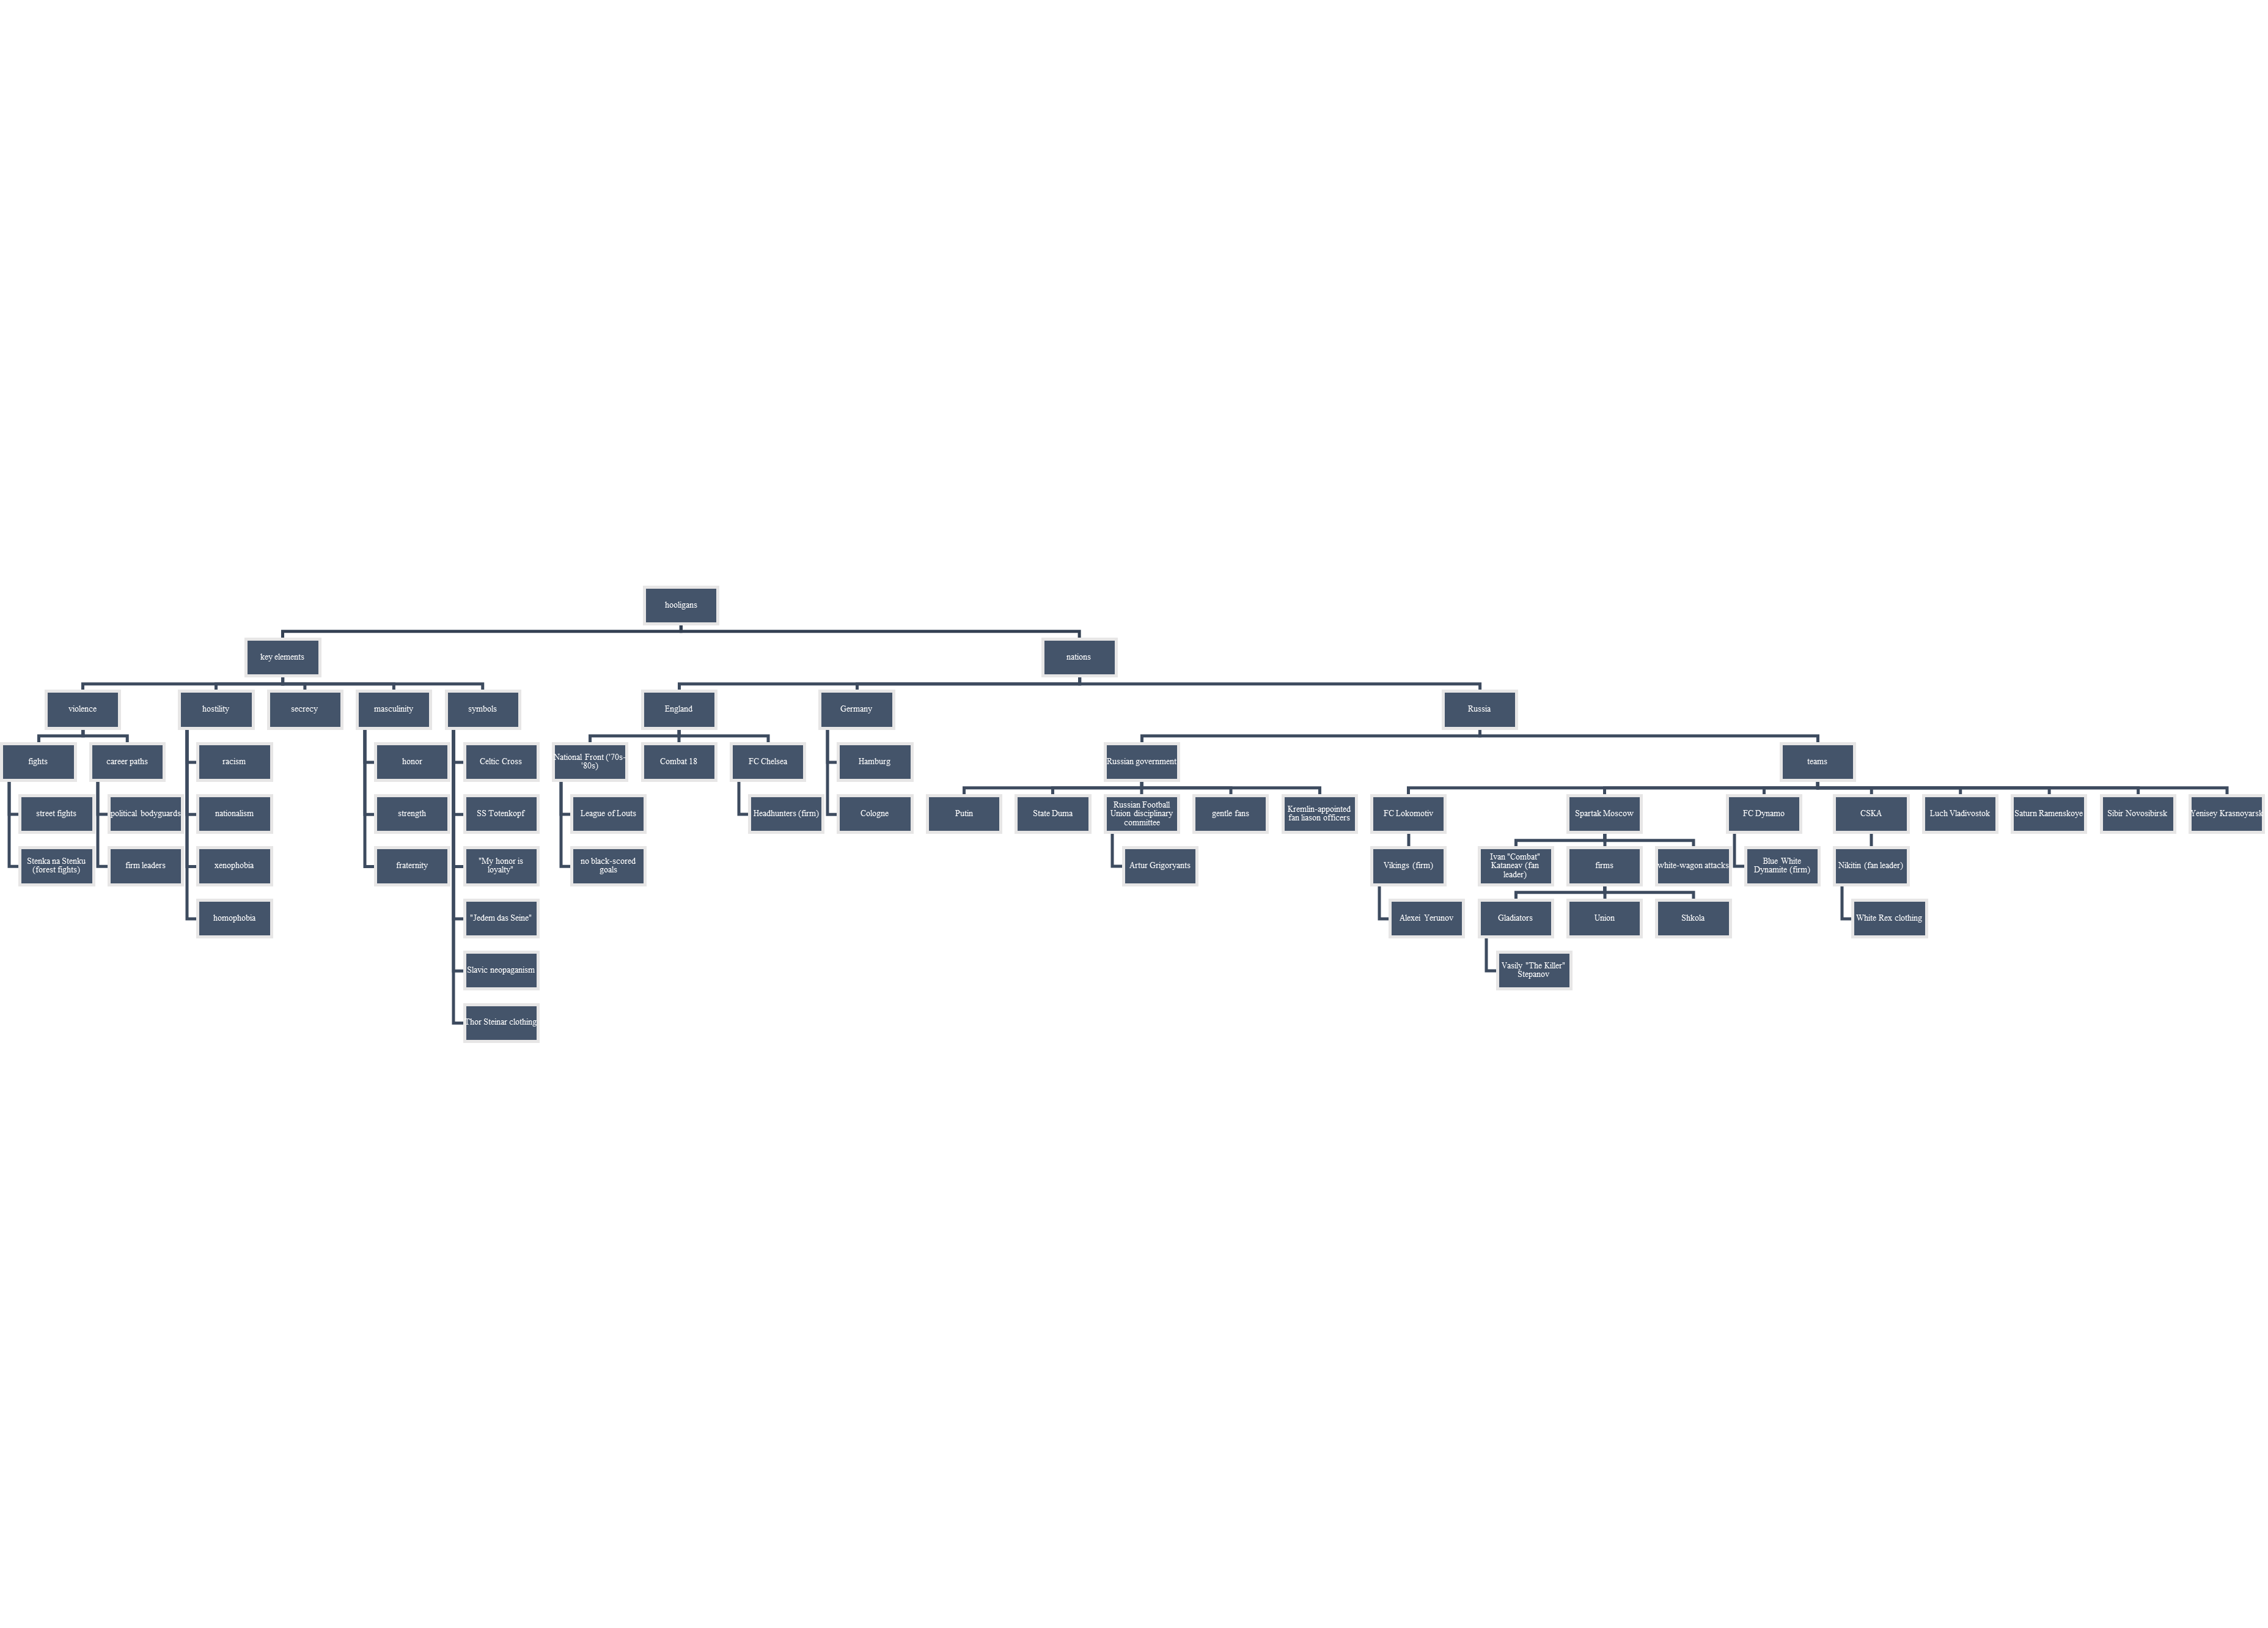 hooligans
key elements
nations
violence
hostility
secrecy
masculinity
symbols
England
Germany
Russia
fights
career paths
racism
honor
Celtic Cross
National Front ('70s-
'80s)
Combat 18
FC Chelsea
Hamburg
Russian government
teams
street fights
political bodyguards
nationalism
strength
SS Totenkopf
League of Louts
Headhunters (firm)
Cologne
Putin
State Duma
Russian Football
Union disciplinary
committee
gentle fans
Kremlin-appointed
fan liason officers
FC Lokomotiv
Spartak Moscow
FC Dynamo
CSKA
Luch Vladivostok
Saturn Ramenskoye
Sibir Novosibirsk
Yenisey Krasnoyarsk
Stenka na Stenku
(forest fights)
firm leaders
xenophobia
fraternity
"My honor is
loyalty"
no black-scored
goals
Artur Grigoryants
Vikings (firm)
Ivan "Combat"
Kataneav (fan
leader)
firms
white-wagon attacks
Blue White
Dynamite (firm)
Nikitin (fan leader)
homophobia
"Jedem das Seine"
Alexei Yerunov
Gladiators
Union
Shkola
White Rex clothing
Slavic neopaganism
Vasily "The Killer"
Stepanov
Thor Steinar clothing